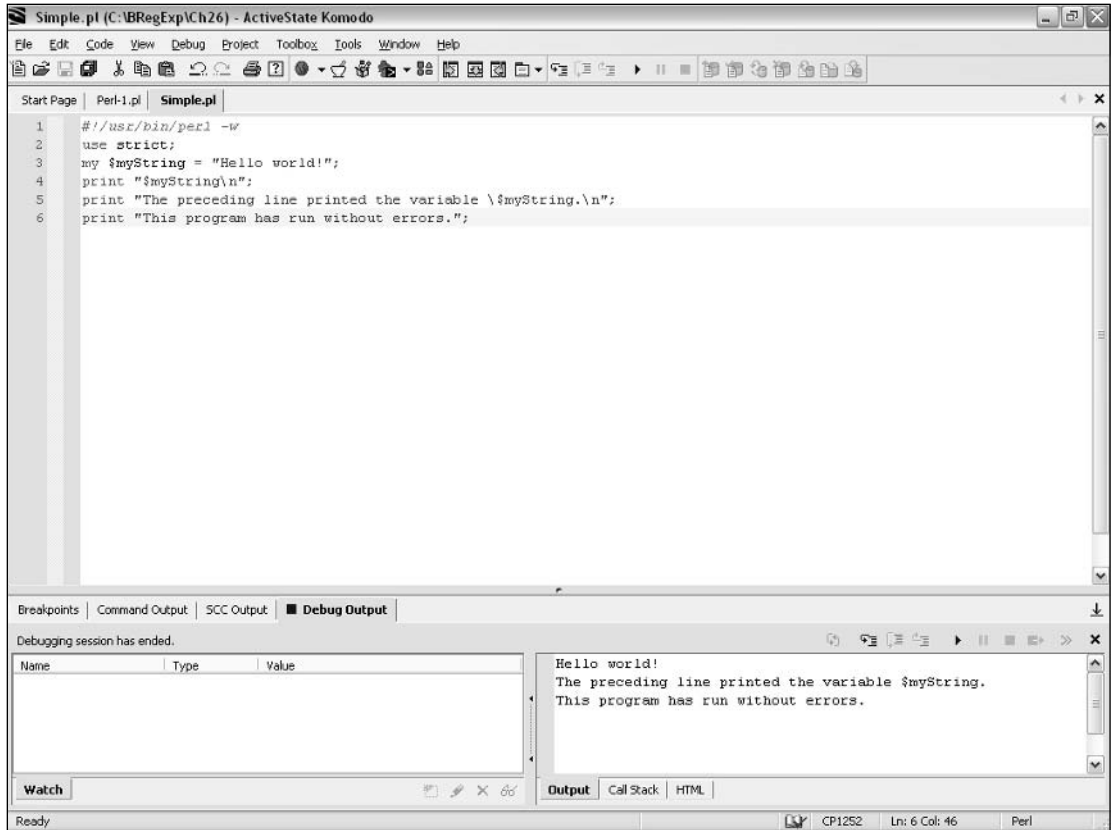 Simple.pl (C:\BRegExp\Ch26) - ActiveState Komodo
File Edit Code View Debug Project Toolbox Tools Window Help
Start Page Perl-1.pl Simple.pl
1 #!/usr/bin/perl -w
2 use strict;
3 my $myString = "Hello world!";
4 print "$myString\n";
5 print "The preceding line printed the variable \$myString.\n";
6 print "This program has run without errors.";
Breakpoints Command Output SCC Output Debug Output
Debugging session has ended.
Name Type Value
Hello world!
The preceding line printed the variable $myString.
This program has run without errors.
Watch
Output Call Stack HTML
Ready CP1252 Ln: 6 Col: 46 Perl